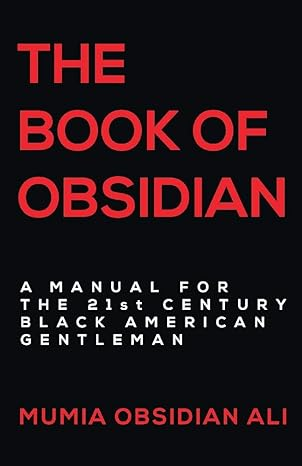 THE
BOOK OF
OBSIDIAN
A MANUAL FOR
THE 21st CENTURY
BLACK AMERICAN
GENTLEMAN
MUMIA OBSIDIAN ALI